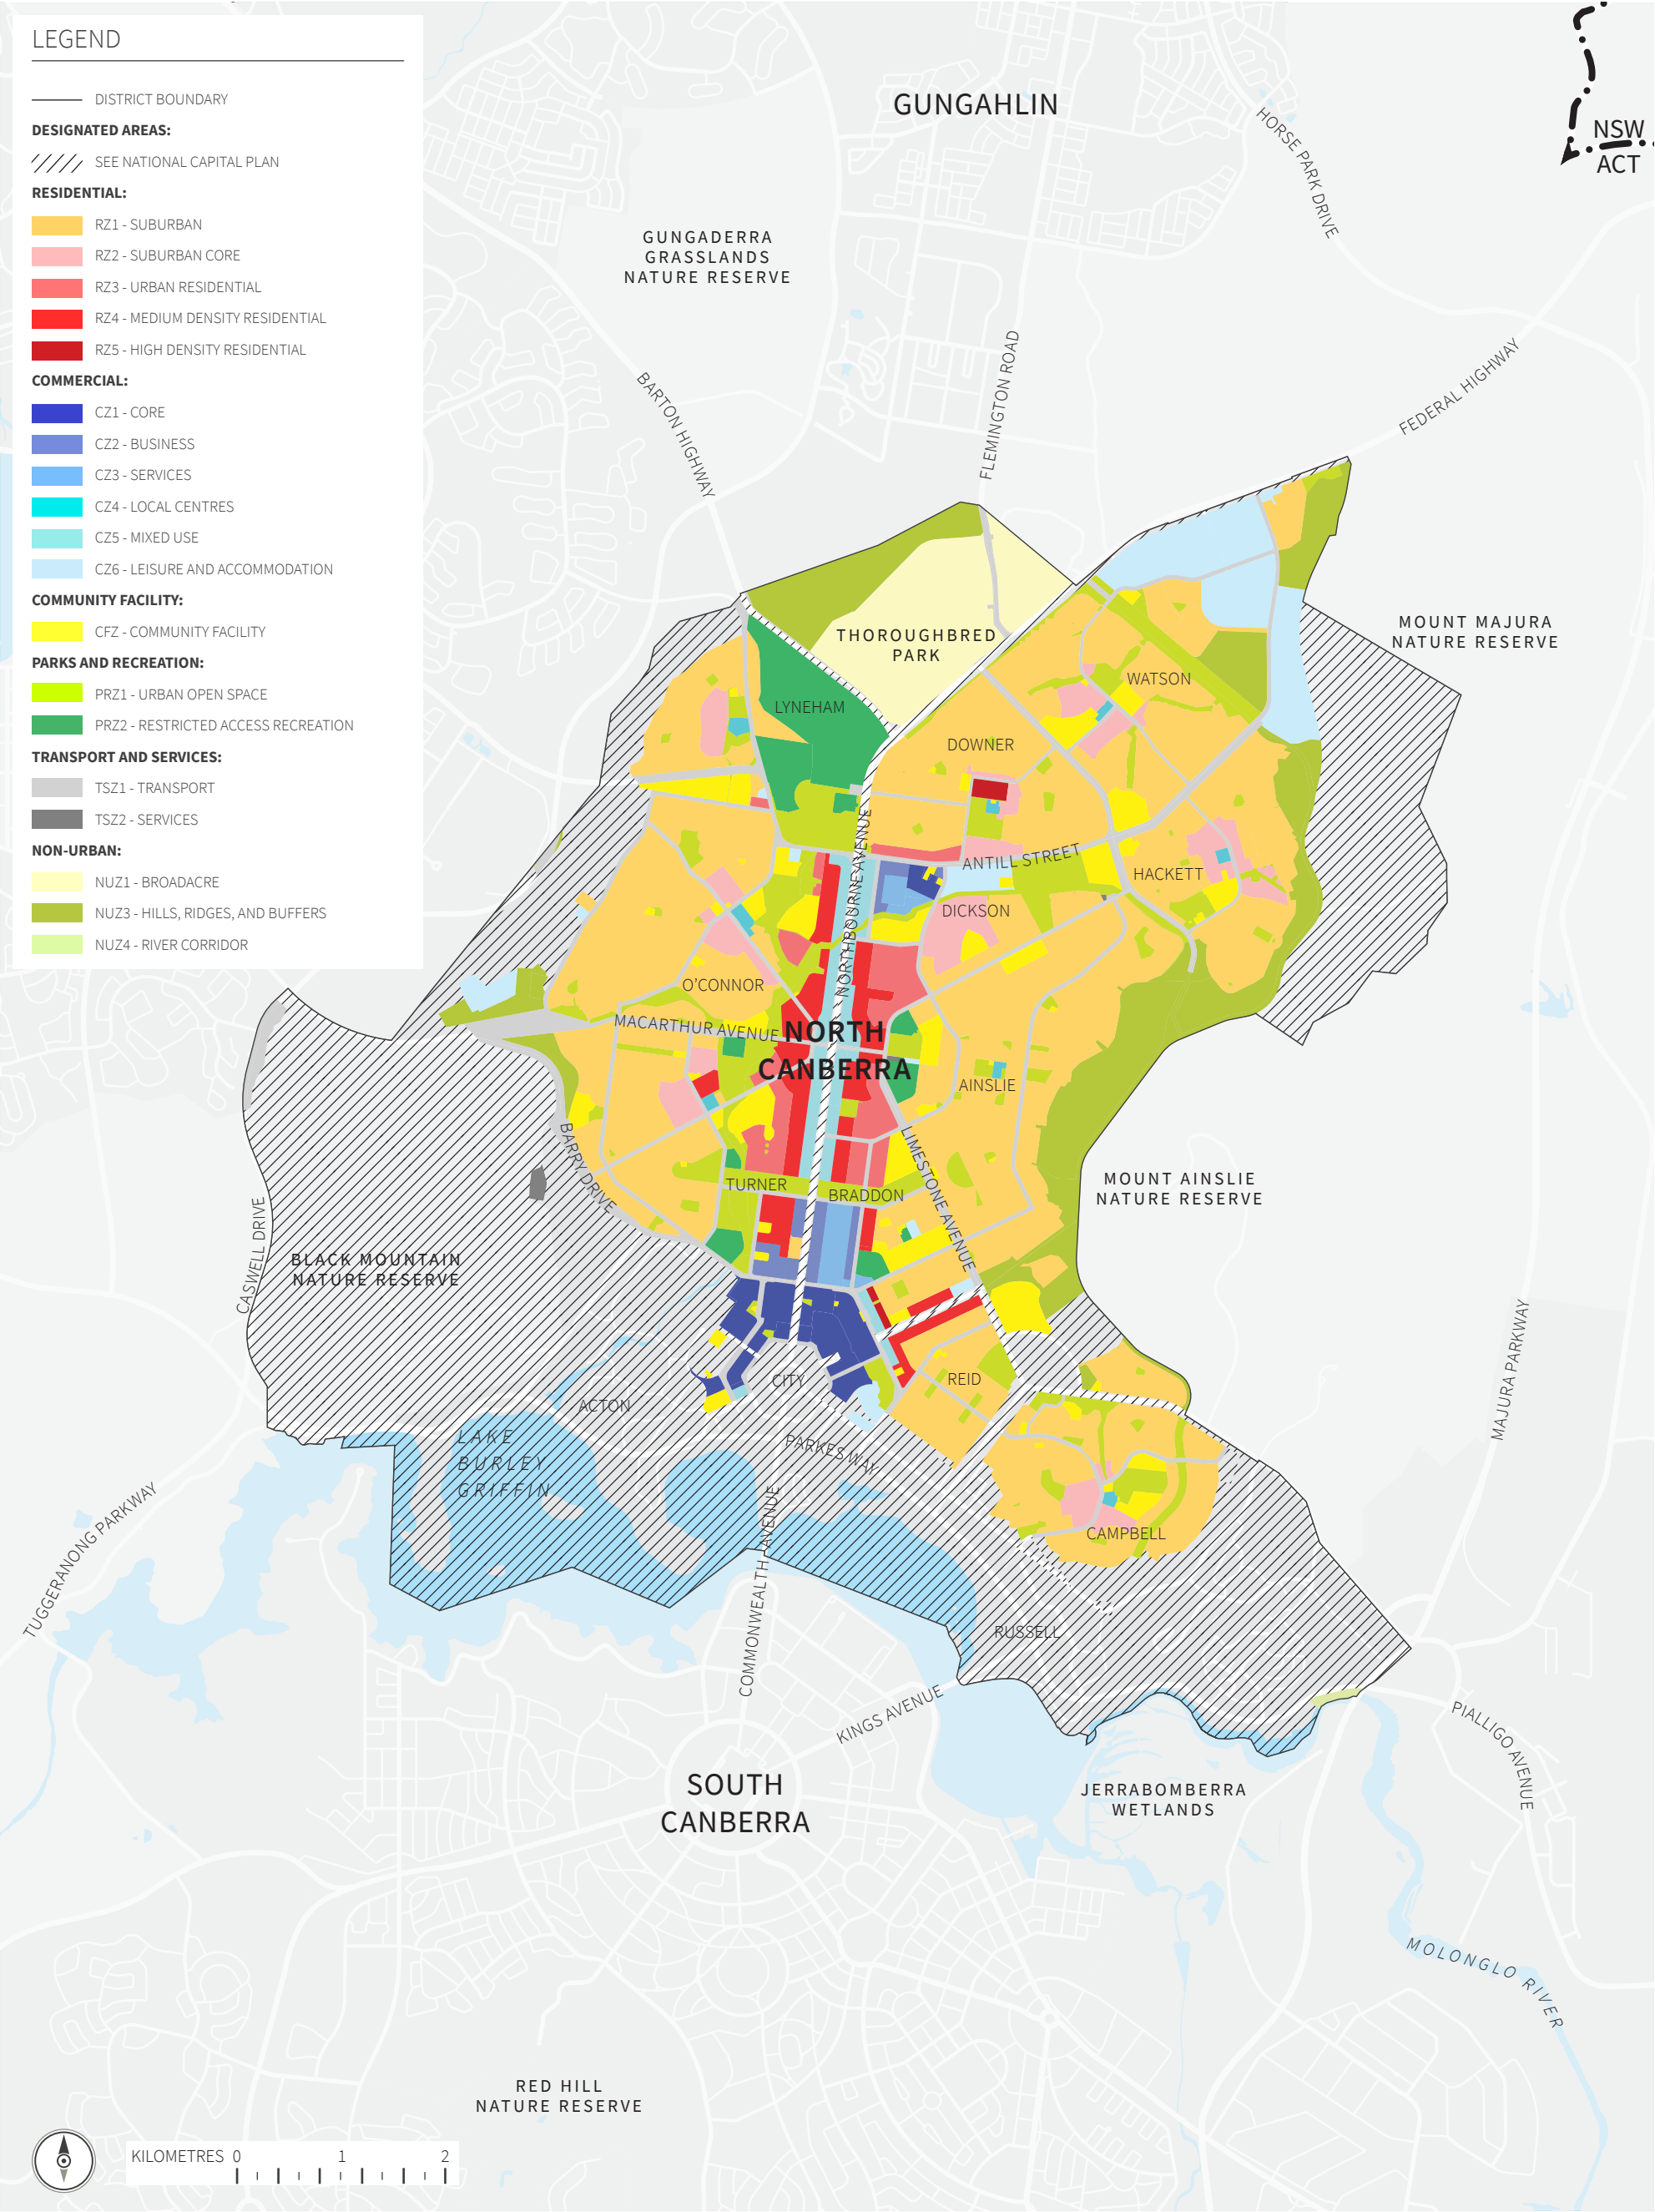 LEGEND
DISTRICT BOUNDARY
DESIGNATED AREAS:
SEE NATIONAL CAPITAL PLAN
RESIDENTIAL:
RZ1 - SUBURBAN
RZ2 - SUBURBAN CORE
RZ3 - URBAN RESIDENTIAL
RZ4 - MEDIUM DENSITY RESIDENTIAL
RZ5 - HIGH DENSITY RESIDENTIAL
COMMERCIAL:
CZ1 - CORE
CZ2 - BUSINESS
CZ3 - SERVICES
CZ4 - LOCAL CENTRES
CZ5 - MIXED USE
CZ6 - LEISURE AND ACCOMMODATION
COMMUNITY FACILITY:
CFZ - COMMUNITY FACILITY
PARKS AND RECREATION:
PRZ1 - URBAN OPEN SPACE
PRZ2 - RESTRICTED ACCESS RECREATION
TRANSPORT AND SERVICES:
TSZ1 - TRANSPORT
TSZ2 - SERVICES
NON-URBAN:
NUZ1 - BROADACRE
NUZ3 - HILLS, RIDGES, AND BUFFERS
NUZ4 - RIVER CORRIDOR
GUNGAHLIN
HORSE PARK DRIVE
NSW
ACT
GUNGADERRA
GRASSLANDS
NATURE RESERVE
BARTON HIGHWAY
FLEMINGTON ROAD
FEDERAL HIGHWAY
THOROUGHBRED
PARK
MOUNT MAJURA
NATURE RESERVE
WATSON
LYNEHAM
DOWNER
NORTHBOURNE AVENUE
ANTILL STREET
HACKETT
DICKSON
O'CONNOR
MACARTHUR AVENUE
NORTH
CANBERRA
AINSLIE
BARRY DRIVE
LIMESTONE AVENUE
TURNER
BRADDON
MOUNT AINSLIE
NATURE RESERVE
CASWELL DRIVE
BLACK MOUNTAIN
NATURE RESERVE
MAJURA PARKWAY
CITY
REID
ACTON
LAKE
BURLEY
GRIFFIN
PARKES WAY
COMMONWEALTH AVENUE
TUGGERANONG PARKWAY
CAMPBELL
RUSSELL
KINGS AVENUE
PIALLIGO AVENUE
SOUTH
CANBERRA
JERRABOMBERRA
WETLANDS
MOLONGLO RIVER
RED HILL
NATURE RESERVE
KILOMETRES 0 1 2